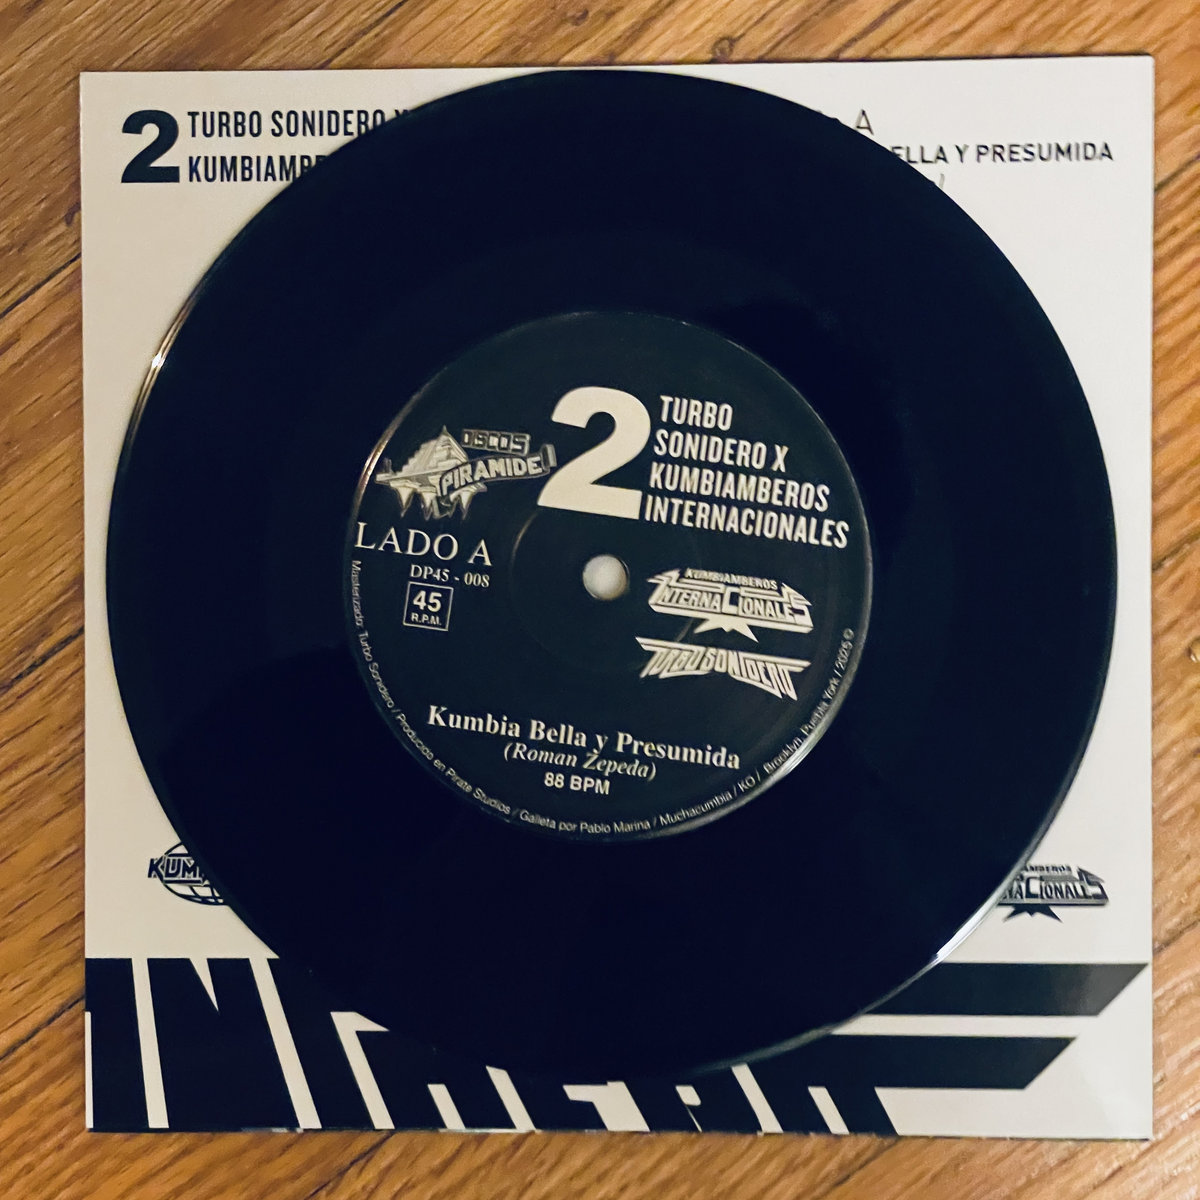 2 TURBO SONIDERO X
A
ELLA Y PRESUMIDA
2
TURBO
SONIDERO X
KUMBIAMBEROS
INTERNACIONALES
DISCOS
PIRAMIDE
LADO A
DP45 - 008
45
R.P.M.
KUMBIAMBEROS
INTERNACIONALES
TURBO SONIDERO
Kumbia Bella y Presumida
(Roman Zepeda)
88 BPM
Masterizado: Turbo Sonidero / Producido en Pirate Studios / Galleta por Pablo Marina / Muchacumbia / KO / Brooklyn, Puebla York / 2025 ©